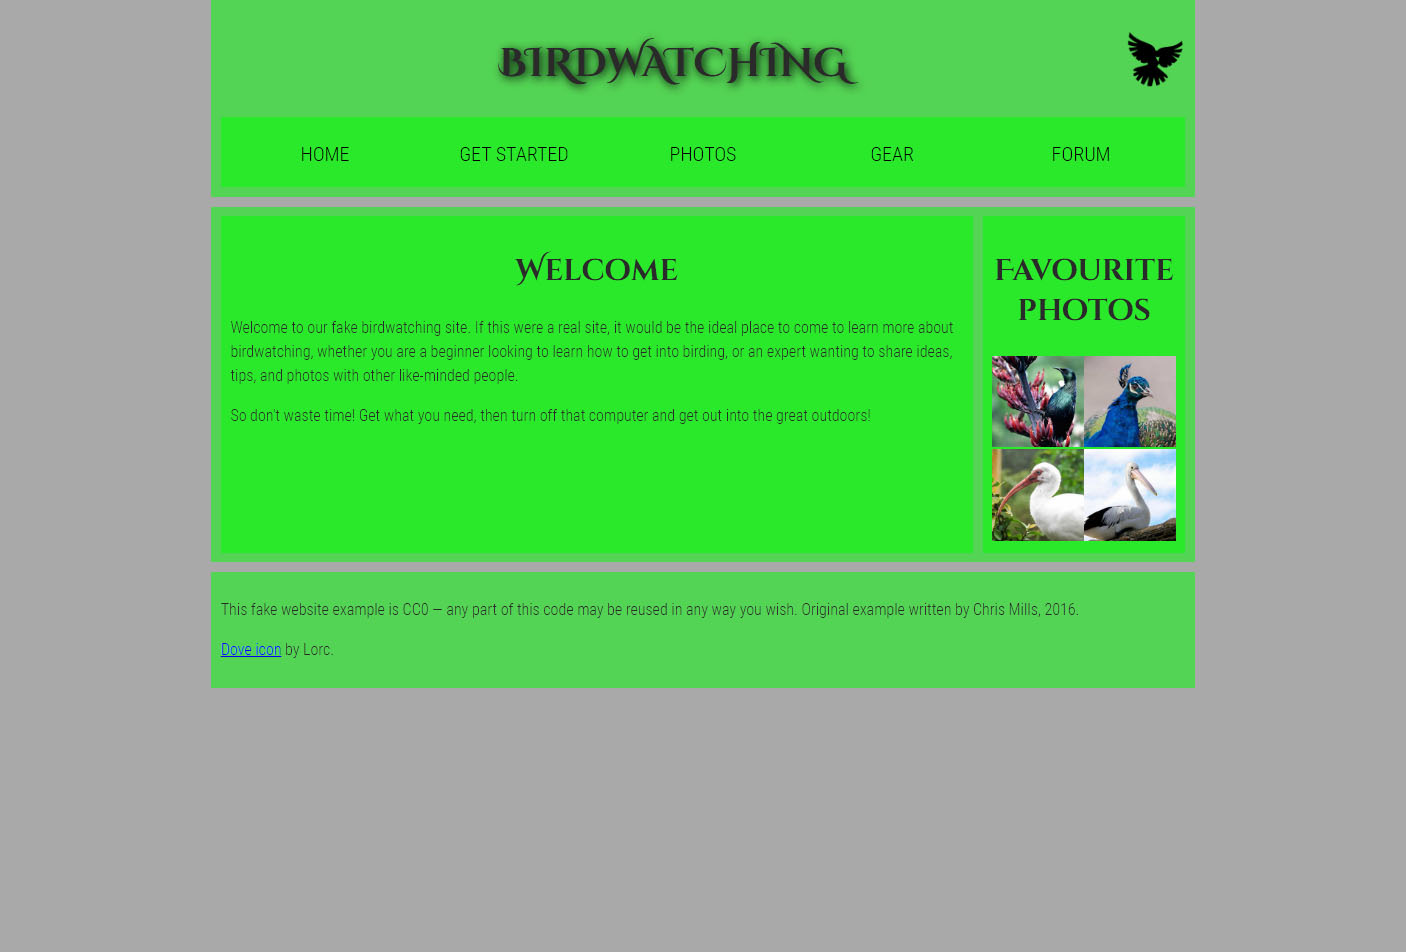 BIRDWATCHING
HOME
GET STARTED
PHOTOS
GEAR
FORUM
Welcome
Welcome to our fake birdwatching site. If this were a real site, it would be the ideal place to come to learn more about
birdwatching, whether you are a beginner looking to learn how to get into birding, or an expert wanting to share ideas,
tips, and photos with other like-minded people.
So don't waste time! Get what you need, then turn off that computer and get out into the great outdoors!
Favourite
photos
This fake website example is CC0 — any part of this code may be reused in any way you wish. Original example written by Chris Mills, 2016.
Dove icon by Lorc.